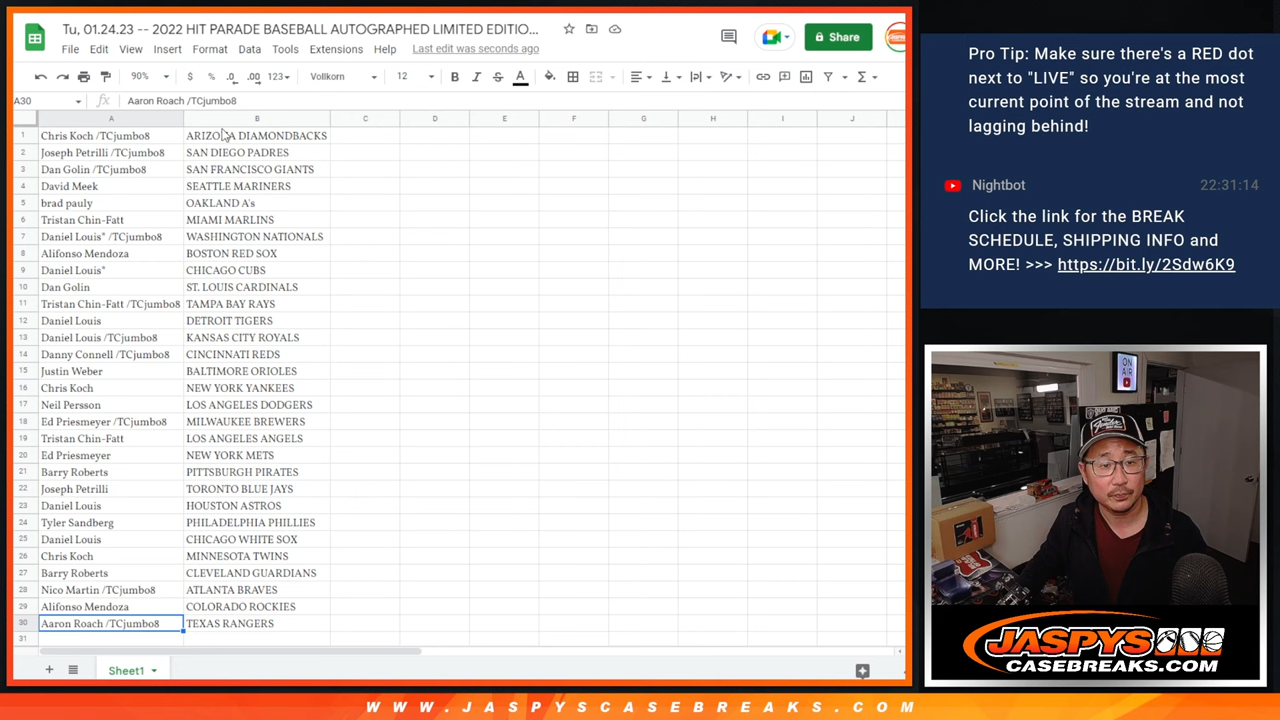 Tu, 01.24.23 -- 2022 HIT PARADE BASEBALL AUTOGRAPHED LIMITED EDITIO...
File Edit View Insert Format Data Tools Extensions Help Last edit was seconds ago
Share
90% $ % .0 .00 123 Vollkorn 12 B I S A
A30 fx Aaron Roach /TCjumbo8
A B C D E F G H I J
1 Chris Koch /TCjumbo8 ARIZONA DIAMONDBACKS
2 Joseph Petrilli /TCjumbo8 SAN DIEGO PADRES
3 Dan Golin /TCjumbo8 SAN FRANCISCO GIANTS
4 David Meek SEATTLE MARINERS
5 brad pauly OAKLAND A's
6 Tristan Chin-Fatt MIAMI MARLINS
7 Daniel Louis* /TCjumbo8 WASHINGTON NATIONALS
8 Alifonso Mendoza BOSTON RED SOX
9 Daniel Louis* CHICAGO CUBS
10 Dan Golin ST. LOUIS CARDINALS
11 Tristan Chin-Fatt /TCjumbo8 TAMPA BAY RAYS
12 Daniel Louis DETROIT TIGERS
13 Daniel Louis /TCjumbo8 KANSAS CITY ROYALS
14 Danny Connell /TCjumbo8 CINCINNATI REDS
15 Justin Weber BALTIMORE ORIOLES
16 Chris Koch NEW YORK YANKEES
17 Neil Persson LOS ANGELES DODGERS
18 Ed Priesmeyer /TCjumbo8 MILWAUKEE BREWERS
19 Tristan Chin-Fatt LOS ANGELES ANGELS
20 Ed Priesmeyer NEW YORK METS
21 Barry Roberts PITTSBURGH PIRATES
22 Joseph Petrilli TORONTO BLUE JAYS
23 Daniel Louis HOUSTON ASTROS
24 Tyler Sandberg PHILADELPHIA PHILLIES
25 Daniel Louis CHICAGO WHITE SOX
26 Chris Koch MINNESOTA TWINS
27 Barry Roberts CLEVELAND GUARDIANS
28 Nico Martin /TCjumbo8 ATLANTA BRAVES
29 Alifonso Mendoza COLORADO ROCKIES
30 Aaron Roach /TCjumbo8 TEXAS RANGERS
31
Sheet1
Pro Tip: Make sure there's a RED dot
next to "LIVE" so you're at the most
current point of the stream and not
lagging behind!
Nightbot 22:31:14
Click the link for the BREAK
SCHEDULE, SHIPPING INFO and
MORE! >>> https://bit.ly/2Sdw6K9
ON
AIR
Fender
JASPYS
CASEBREAKS.COM
WWW.JASPYSCASEBREAKS.COM